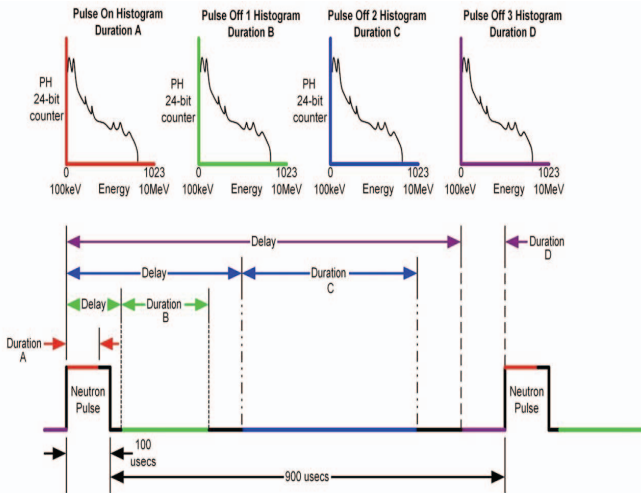 Pulse On Histogram
Duration A
Pulse Off 1 Histogram
Duration B
Pulse Off 2 Histogram
Duration C
Pulse Off 3 Histogram
Duration D
PH
24-bit
counter
PH
24-bit
counter
PH
24-bit
counter
PH
24-bit
counter
0 1023
100keV Energy 10MeV
0 1023
100keV Energy 10MeV
0 1023
100keV Energy 10MeV
0 1023
100keV Energy 10MeV
Delay
Duration
D
Delay
Duration
C
Delay
Duration
B
Duration
A
Neutron
Pulse
Neutron
Pulse
100
usecs
900 usecs